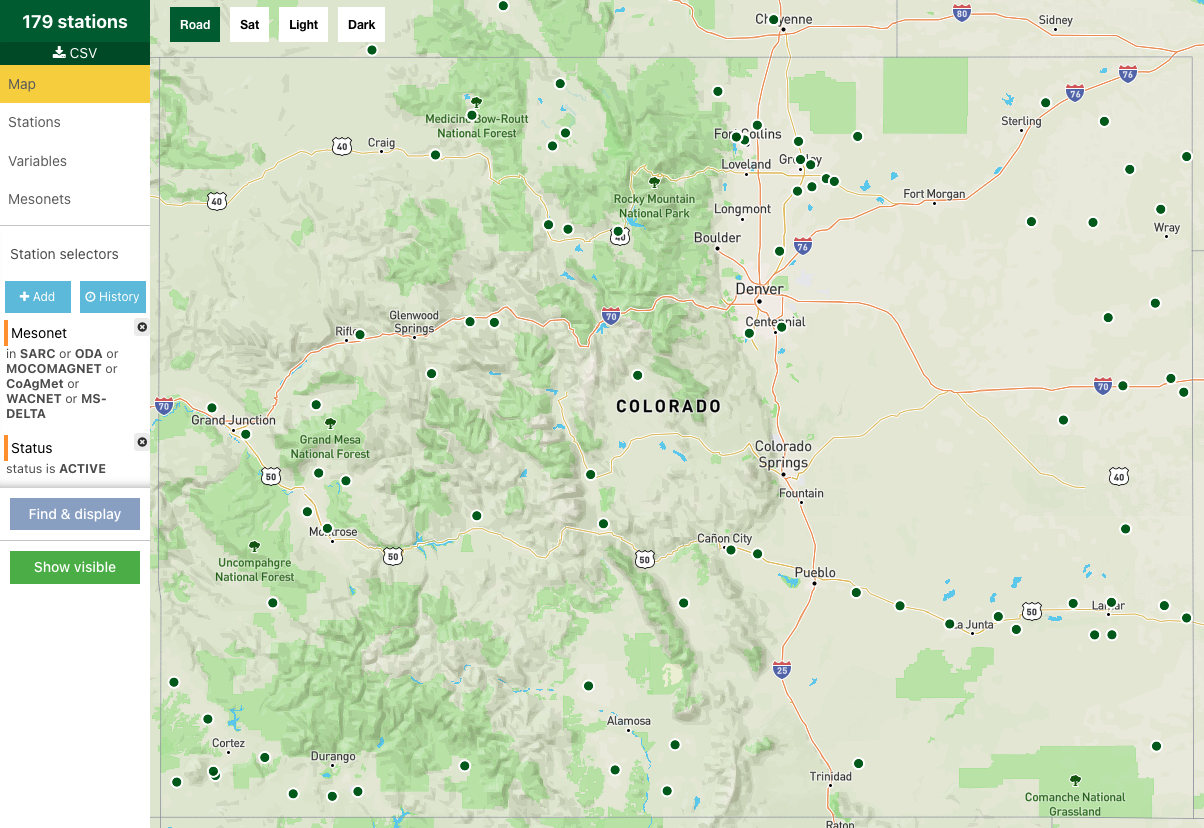 179 stations
CSV
Map
Stations
Variables
Mesonets
Station selectors
Add
History
Mesonet
in SARC or ODA or
MOCOMAGNET or
CoAgMet or
WACNET or MS-
DELTA
Status
status is ACTIVE
Find & display
Show visible
Road
Sat
Light
Dark
Cheyenne
80
Sidney
76
76
Sterling
Medicine Bow-Routt
National Forest
40
Craig
40
Fort Collins
Loveland
Greeley
Rocky Mountain
National Park
Fort Morgan
Longmont
40
Boulder
76
Wray
Denver
Glenwood
Springs
Rifle
70
Centennial
70
70
COLORADO
Grand Junction
Grand Mesa
National Forest
Colorado
Springs
50
40
Fountain
Montrose
50
50
Cañon City
Uncompahgre
National Forest
Pueblo
50
Lamar
La Junta
25
Alamosa
Cortez
Durango
Trinidad
Comanche National
Grassland
Raton